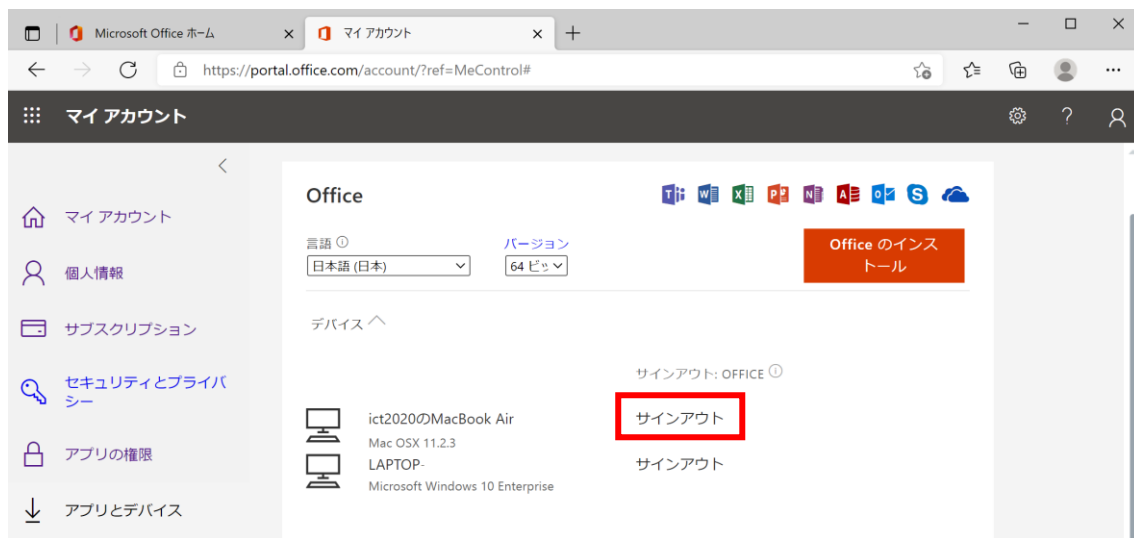 Microsoft Office ホーム
マイ アカウント
https://portal.office.com/account/?ref=MeControl#
マイ アカウント
マイ アカウント
個人情報
サブスクリプション
セキュリティとプライバ
シー
アプリの権限
アプリとデバイス
Office
言語
バージョン
日本語 (日本)
64 ビッ
Office のインス
トール
デバイス
サインアウト: OFFICE
ict2020のMacBook Air
サインアウト
Mac OSX 11.2.3
LAPTOP-
サインアウト
Microsoft Windows 10 Enterprise